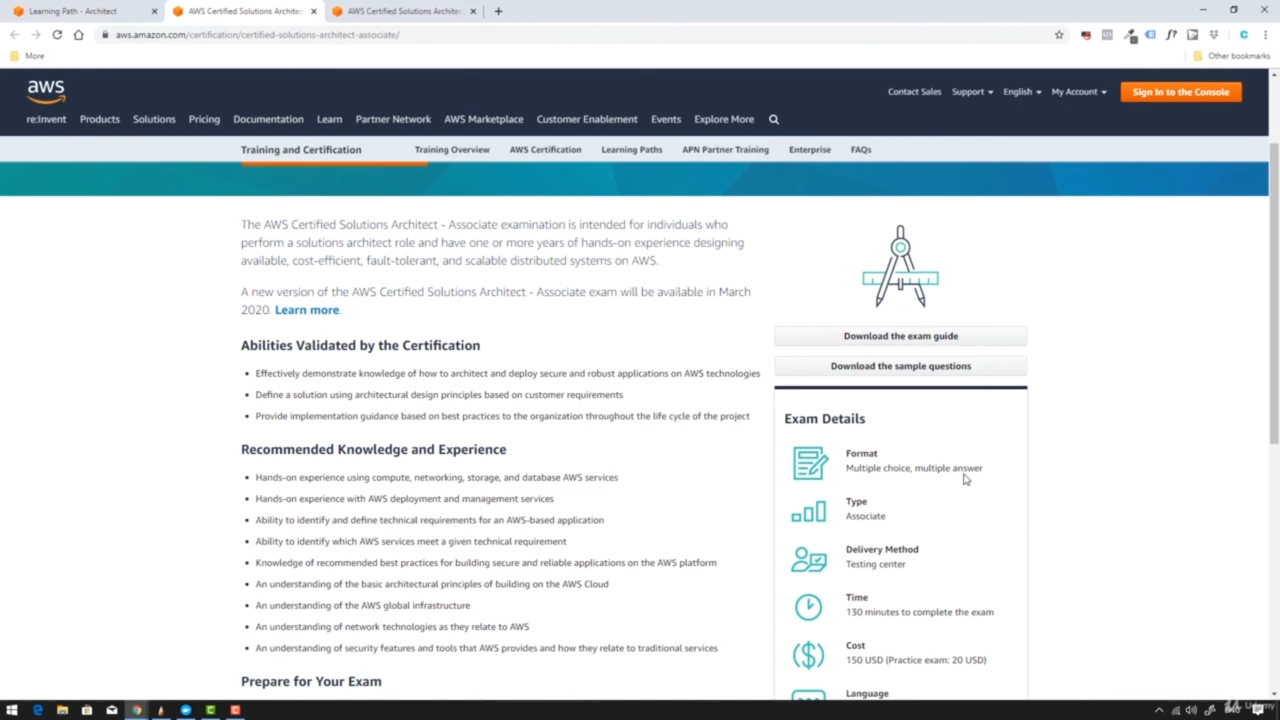 Learning Path - Architect
AWS Certified Solutions Architect
AWS Certified Solutions Architect
aws.amazon.com/certification/certified-solutions-architect-associate/
More
Other bookmarks
aws
Contact Sales
Support
English
My Account
Sign In to the Console
re:Invent
Products
Solutions
Pricing
Documentation
Learn
Partner Network
AWS Marketplace
Customer Enablement
Events
Explore More
Training and Certification
Training Overview
AWS Certification
Learning Paths
APN Partner Training
Enterprise
FAQs
The AWS Certified Solutions Architect - Associate examination is intended for individuals who
perform a solutions architect role and have one or more years of hands-on experience designing
available, cost-efficient, fault-tolerant, and scalable distributed systems on AWS.
A new version of the AWS Certified Solutions Architect - Associate exam will be available in March
2020. Learn more.
Abilities Validated by the Certification
• Effectively demonstrate knowledge of how to architect and deploy secure and robust applications on AWS technologies
• Define a solution using architectural design principles based on customer requirements
• Provide implementation guidance based on best practices to the organization throughout the life cycle of the project
Recommended Knowledge and Experience
• Hands-on experience using compute, networking, storage, and database AWS services
• Hands-on experience with AWS deployment and management services
• Ability to identify and define technical requirements for an AWS-based application
• Ability to identify which AWS services meet a given technical requirement
• Knowledge of recommended best practices for building secure and reliable applications on the AWS platform
• An understanding of the basic architectural principles of building on the AWS Cloud
• An understanding of the AWS global infrastructure
• An understanding of network technologies as they relate to AWS
• An understanding of security features and tools that AWS provides and how they relate to traditional services
Prepare for Your Exam
Download the exam guide
Download the sample questions
Exam Details
Format
Multiple choice, multiple answer
Type
Associate
Delivery Method
Testing center
Time
130 minutes to complete the exam
Cost
150 USD (Practice exam: 20 USD)
Language
Udemy